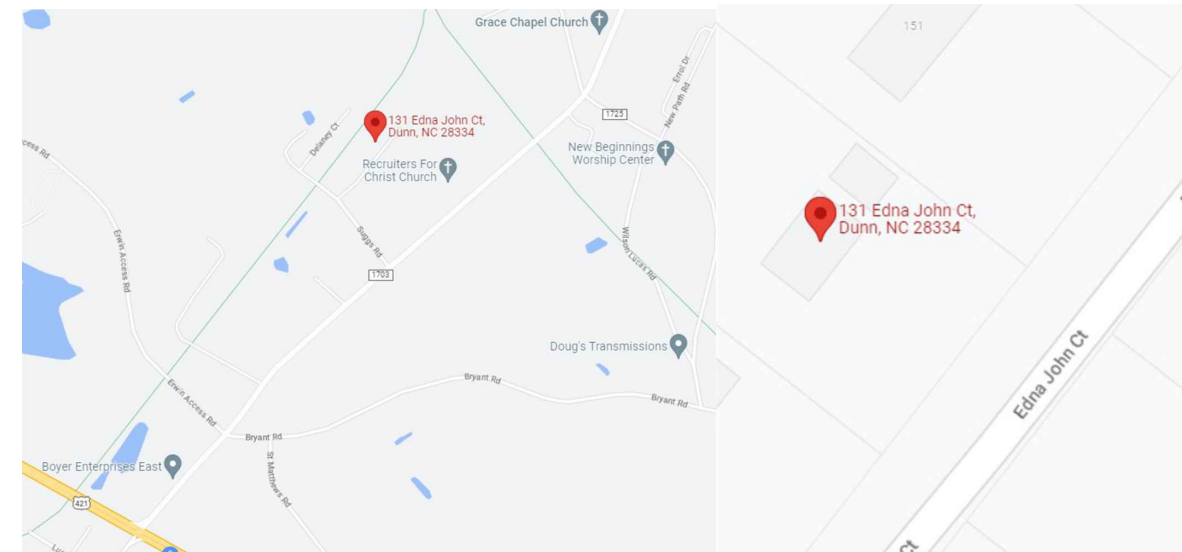 Grace Chapel Church
Errol Dr
New Path Rd
1725
131 Edna John Ct,
Dunn, NC 28334
Delaney Ct
cess Rd
New Beginnings
Worship Center
Recruiters For
Christ Church
Suggs Rd
Erwin Access Rd
Wilson Lucas Rd
1703
Doug's Transmissions
Bryant Rd
Bryant Rd
Erwin Access Rd
Bryant Rd
St Matthews Rd
Boyer Enterprises East
421
151
131 Edna John Ct,
Dunn, NC 28334
Edna John Ct
Ct